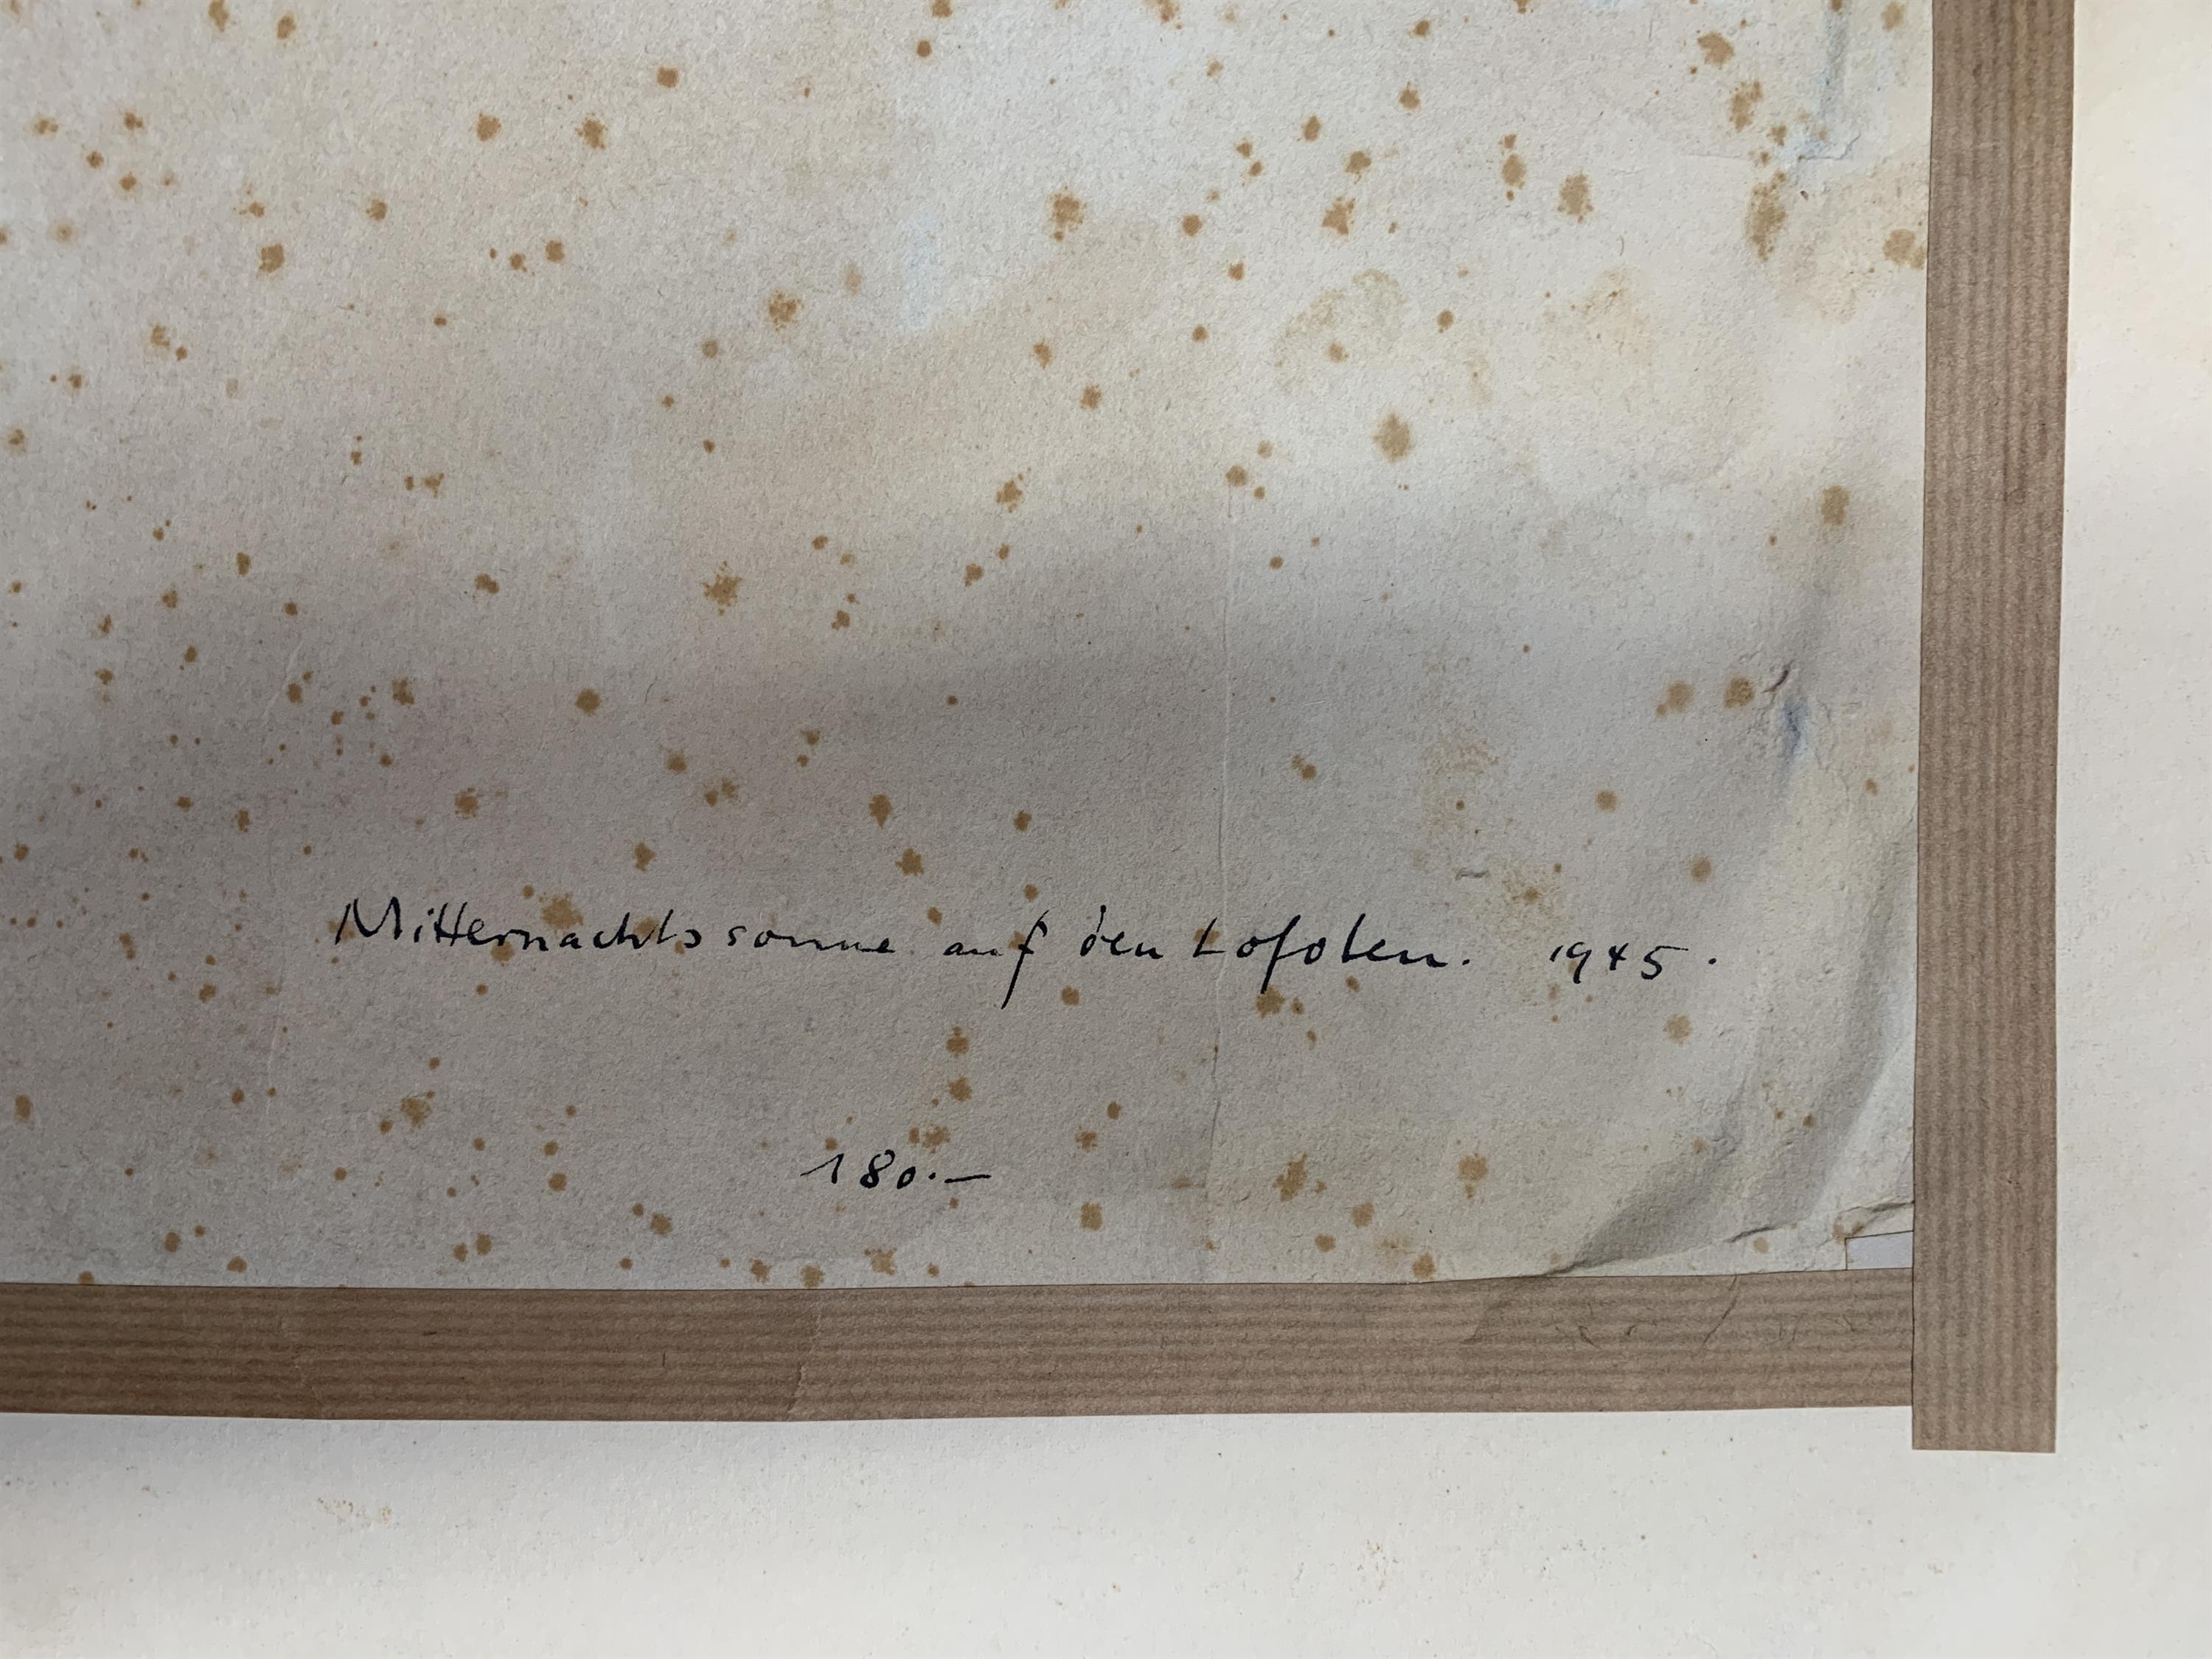 Mitternachtssonne auf den Lofoten. 1945.
180.—